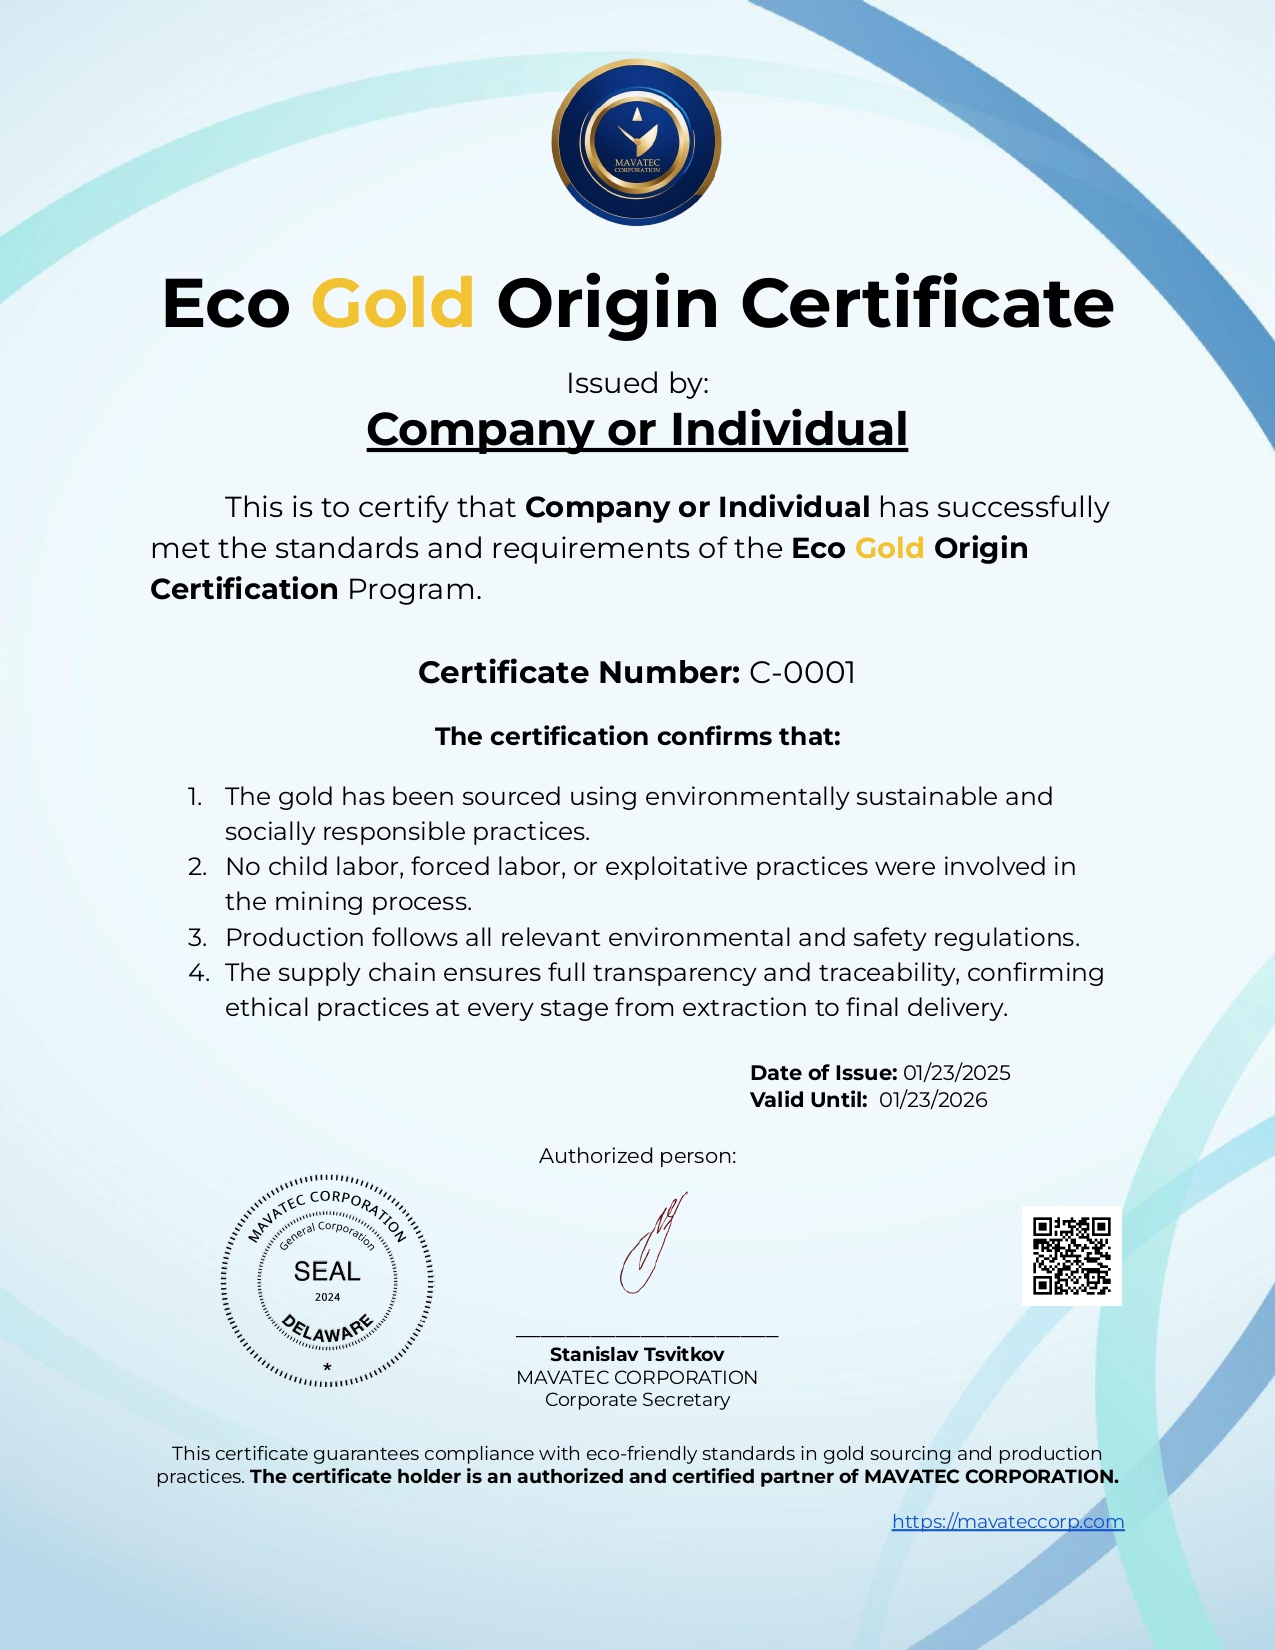 MAVATEC
CORPORATION
Eco Gold Origin Certificate
Issued by:
Company or Individual
This is to certify that Company or Individual has successfully
met the standards and requirements of the Eco Gold Origin
Certification Program.
Certificate Number: C-0001
The certification confirms that:
1. The gold has been sourced using environmentally sustainable and
socially responsible practices.
2. No child labor, forced labor, or exploitative practices were involved in
the mining process.
3. Production follows all relevant environmental and safety regulations.
4. The supply chain ensures full transparency and traceability, confirming
ethical practices at every stage from extraction to final delivery.
Date of Issue: 01/23/2025
Valid Until: 01/23/2026
Authorized person:
MAVATEC CORPORATION
General Corporation
SEAL
2024
DELAWARE
*
Stanislav Tsvitkov
MAVATEC CORPORATION
Corporate Secretary
This certificate guarantees compliance with eco-friendly standards in gold sourcing and production
practices. The certificate holder is an authorized and certified partner of MAVATEC CORPORATION.
https://mavateccorp.com